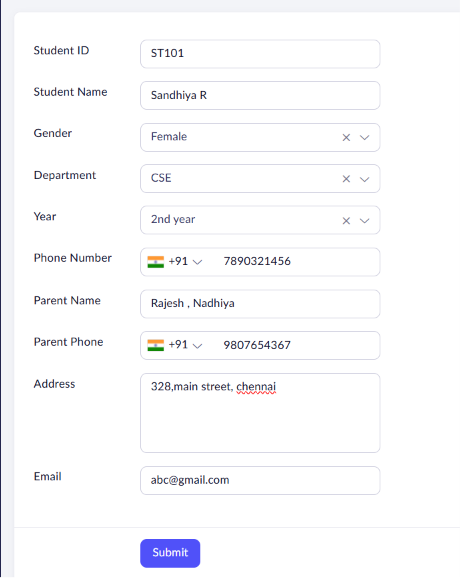 Student ID ST101
Student Name Sandhiya R
Gender Female
Department CSE
Year 2nd year
Phone Number +91 7890321456
Parent Name Rajesh , Nadhiya
Parent Phone +91 9807654367
Address 328,main street, chennai
Email abc@gmail.com
Submit